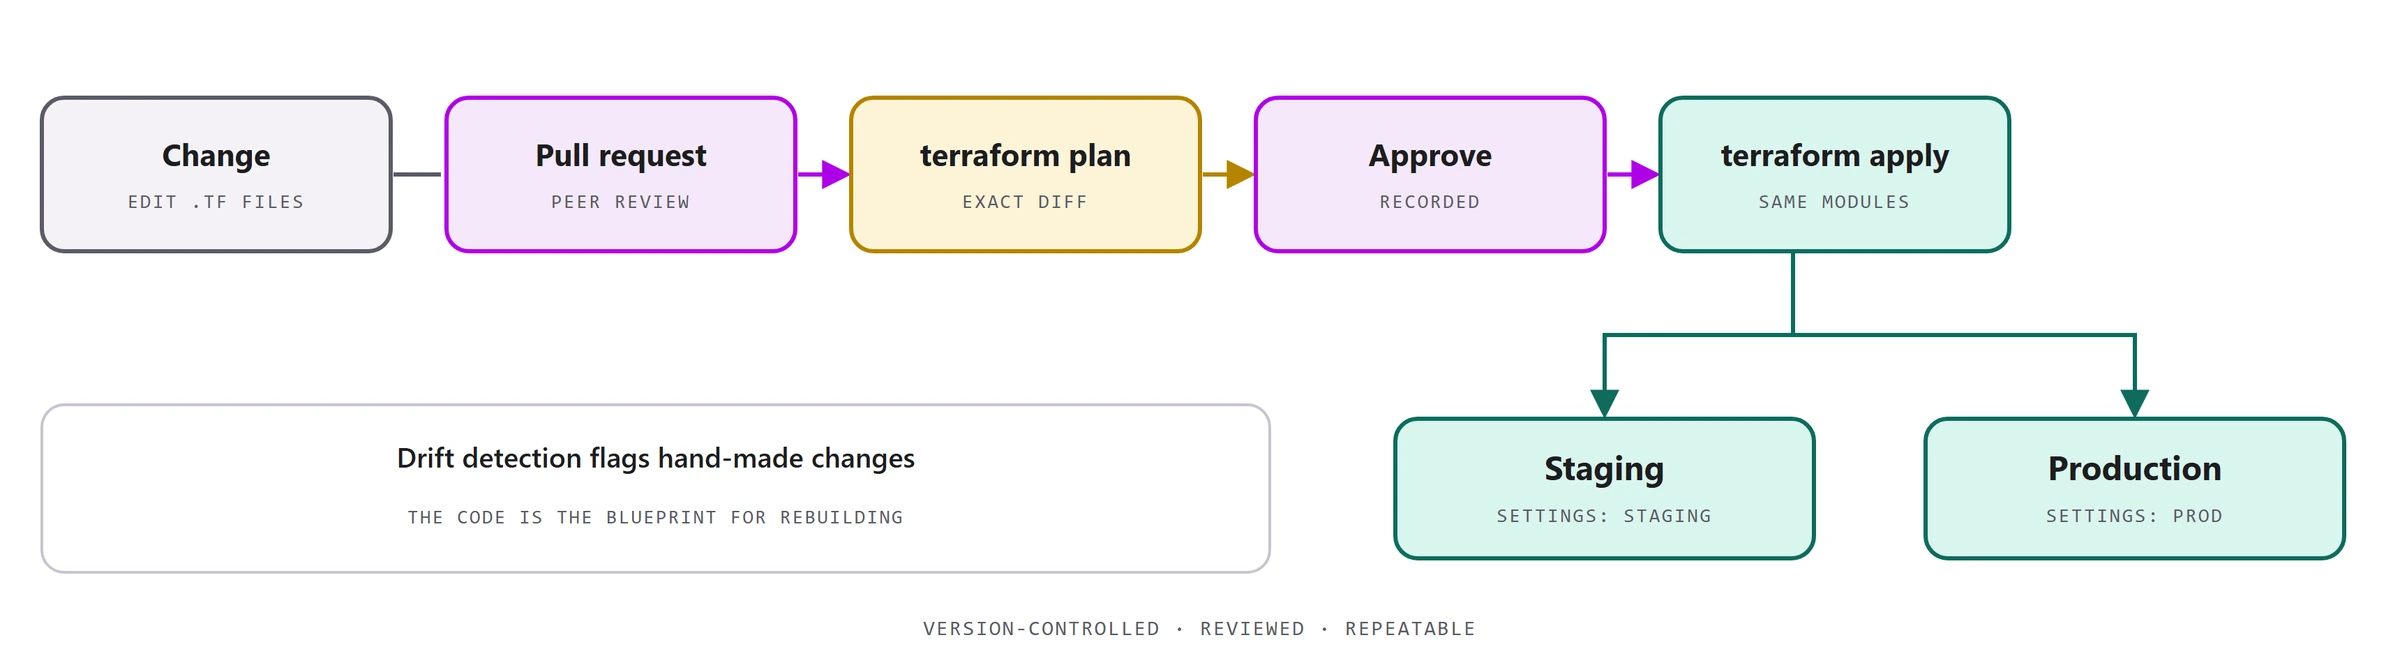 Change
EDIT .TF FILES
Pull request
PEER REVIEW
terraform plan
EXACT DIFF
Approve
RECORDED
terraform apply
SAME MODULES
Drift detection flags hand-made changes
THE CODE IS THE BLUEPRINT FOR REBUILDING
Staging
SETTINGS: STAGING
Production
SETTINGS: PROD
VERSION-CONTROLLED · REVIEWED · REPEATABLE